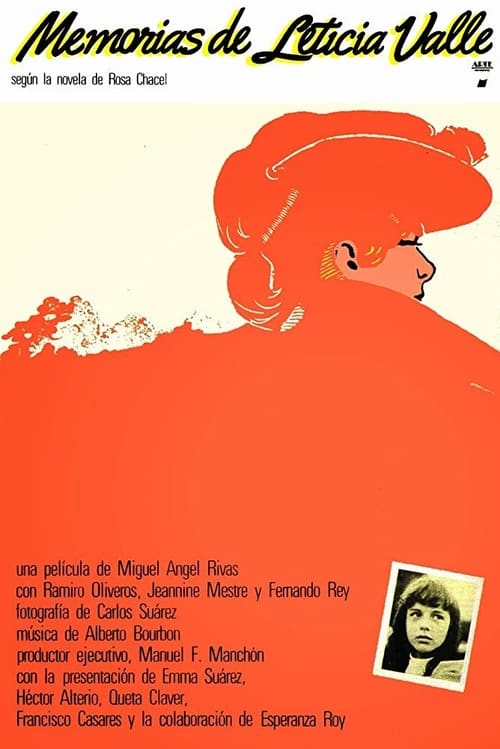 Memorias de Leticia Valle
según la novela de Rosa Chacel
una película de Miguel Angel Rivas
con Ramiro Oliveros, Jeannine Mestre y Fernando Rey
fotografía de Carlos Suárez
música de Alberto Bourbon
productor ejecutivo, Manuel F. Manchón
con la presentación de Emma Suárez,
Héctor Alterio, Queta Claver,
Francisco Casares y la colaboración de Esperanza Roy